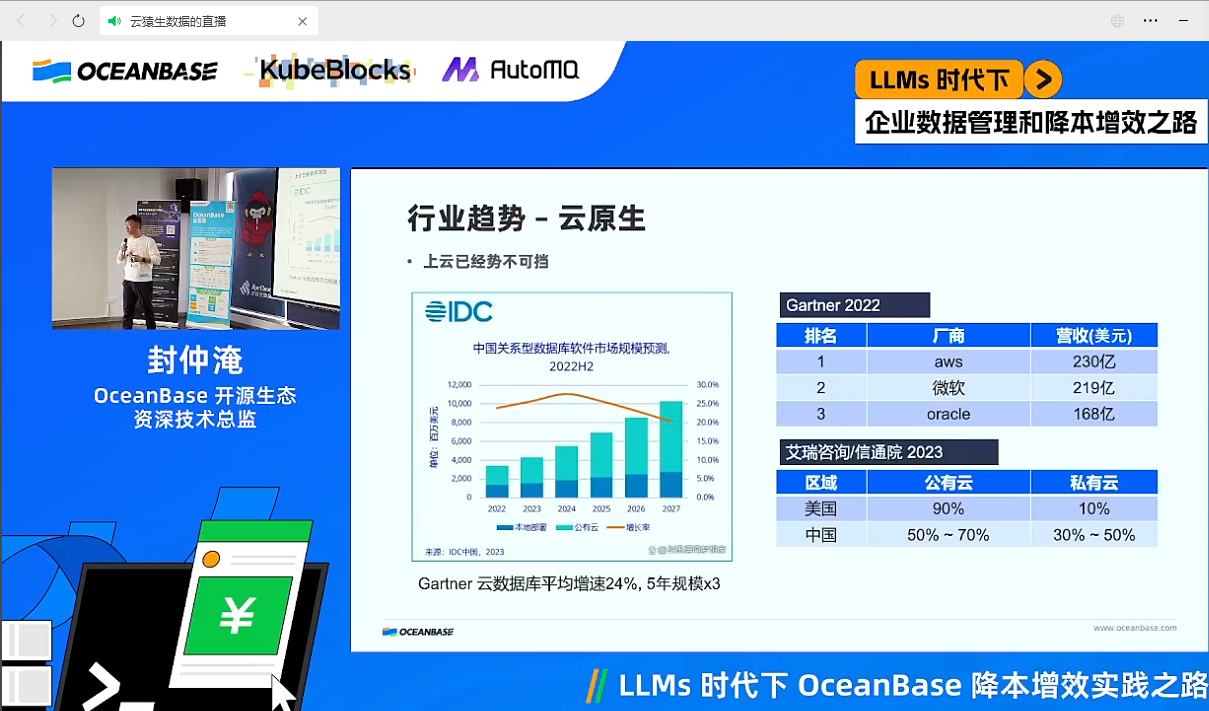 云猿生数据的直播
OCEANBASE
KubeBlocks
AutoMQ
LLMs 时代下
企业数据管理和降本增效之路
封仲淹
OceanBase 开源生态
资深技术总监
¥
行业趋势 – 云原生
• 上云已经势不可挡
IDC
中国关系型数据库软件市场规模预测,
2022H2
单位：百万美元
12,000
10,000
8,000
6,000
4,000
2,000
0
30.0%
25.0%
20.0%
15.0%
10.0%
5.0%
0.0%
2022 2023 2024 2025 2026 2027
本地部署 公有云 增长率
来源：IDC中国，2023
Gartner 云数据库平均增速24%, 5年规模x3
Gartner 2022
排名 厂商 营收(美元)
1 aws 230亿
2 微软 219亿
3 oracle 168亿
艾瑞咨询/信通院 2023
区域 公有云 私有云
美国 90% 10%
中国 50% ~ 70% 30% ~ 50%
OCEANBASE
www.oceanbase.com
LLMs 时代下 OceanBase 降本增效实践之路